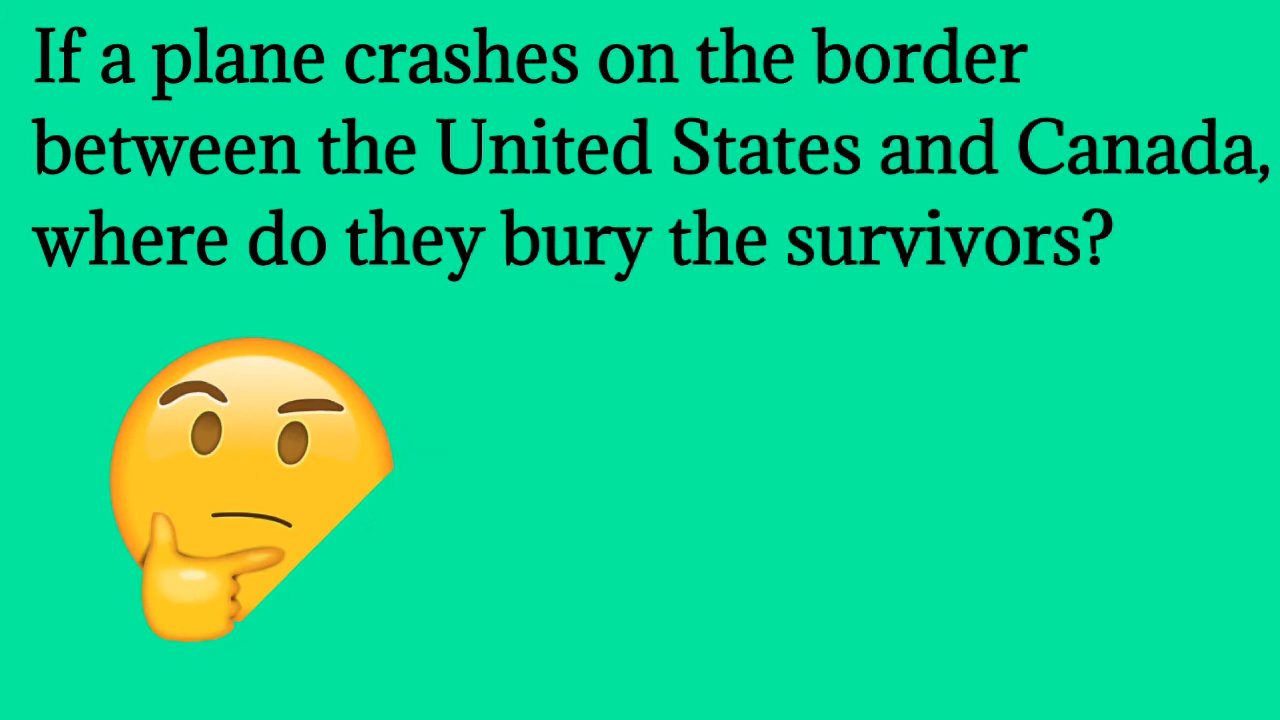 If a plane crashes on the border
between the United States and Canada,
where do they bury the survivors?